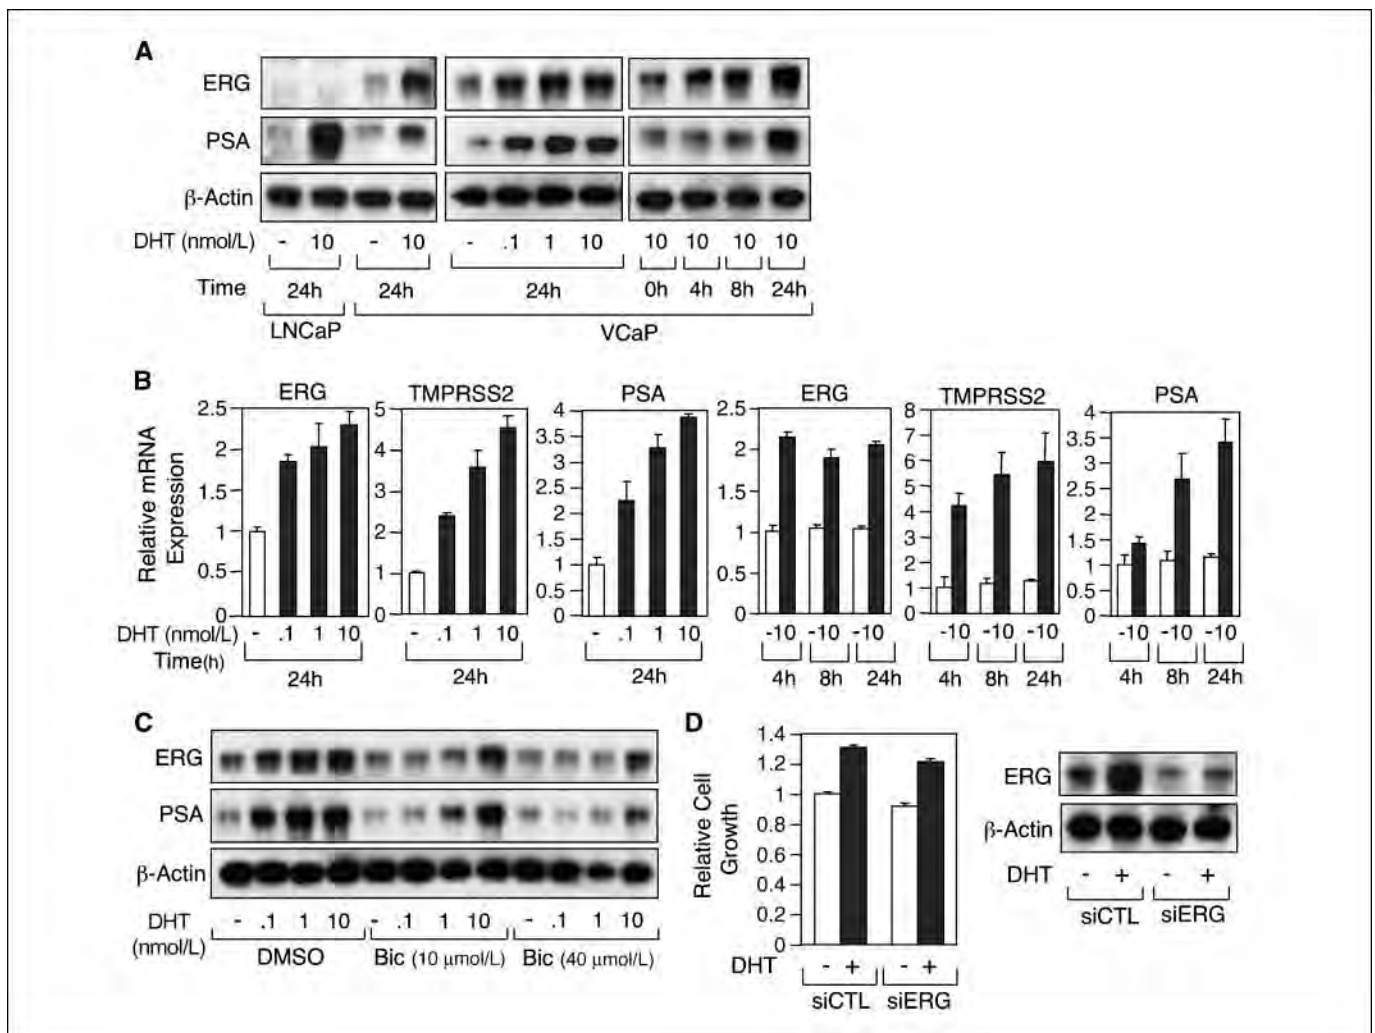 A
ERG
PSA
β-Actin
DHT (nmol/L) - 10 - 10 - .1 1 10 10 10 10 10
Time 24h 24h 24h 0h 4h 8h 24h
LNCaP VCaP
B
ERG TMPRSS2 PSA ERG TMPRSS2 PSA
Relative mRNA
Expression
2.5 2 1.5 1 0.5 0
5 4 3 2 1 0
4 3.5 3 2.5 2 1.5 1 0.5 0
2.5 2 1.5 1 0.5 0
8 7 6 5 4 3 2 1 0
4 3.5 3 2.5 2 1.5 1 0.5 0
DHT (nmol/L) - .1 1 10 - .1 1 10 - .1 1 10 -10 -10 -10 -10 -10 -10 -10 -10 -10
Time(h) 24h 24h 24h 4h 8h 24h 4h 8h 24h 4h 8h 24h
C
ERG
PSA
β-Actin
DHT - .1 1 10 - .1 1 10 - .1 1 10
(nmol/L) DMSO Bic (10 μmol/L) Bic (40 μmol/L)
D
Relative Cell
Growth
1.4
1.2
1
0.8
0.6
0.4
0.2
0
DHT - + - +
siCTL siERG
ERG
β-Actin
DHT - + - +
siCTL siERG